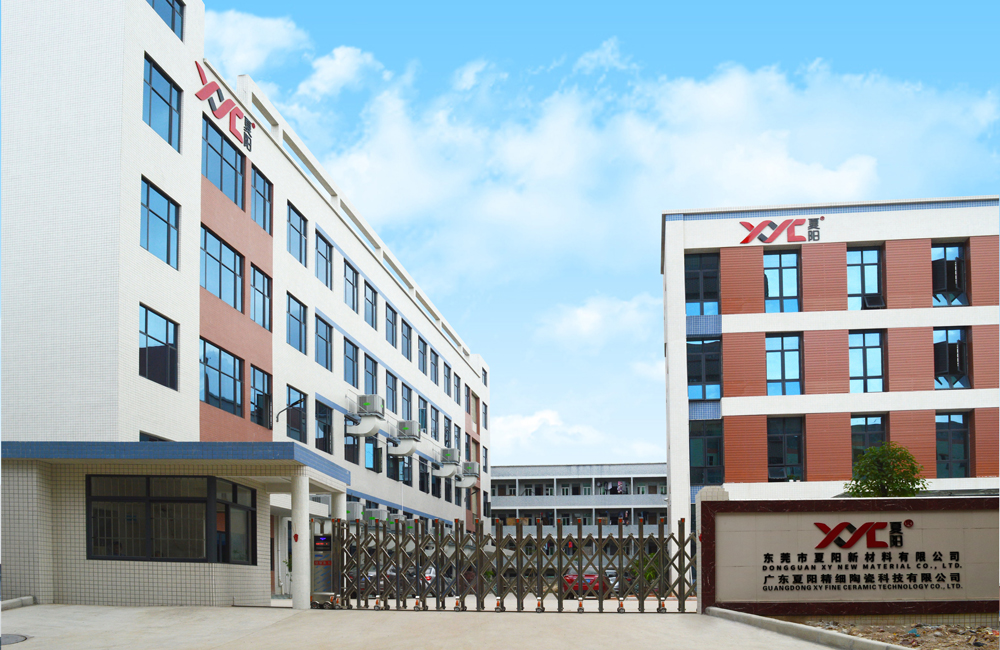 XYC®
夏阳
XYC®
夏阳
XYC®
夏阳
东莞市夏阳新材料有限公司
DONGGUAN XY NEW MATERIAL CO., LTD.
广东夏阳精细陶瓷科技有限公司
GUANGDONG XY FINE CERAMIC TECHNOLOGY CO., LTD.